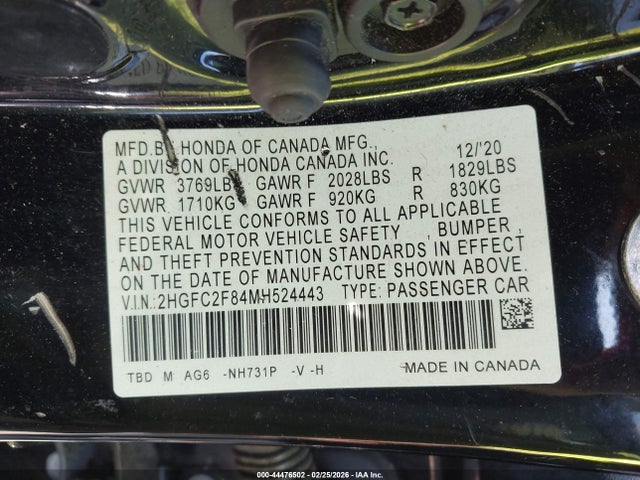 MFD.BY HONDA OF CANADA MFG., 12/'20
A DIVISION OF HONDA CANADA INC.
GVWR 3769LBS GAWR F 2028LBS R 1829LBS
GVWR 1710KG GAWR F 920KG R 830KG
THIS VEHICLE CONFORMS TO ALL APPLICABLE
FEDERAL MOTOR VEHICLE SAFETY , BUMPER ,
AND THEFT PREVENTION STANDARDS IN EFFECT
ON THE DATE OF MANUFACTURE SHOWN ABOVE.
V.I.N.:2HGFC2F84MH524443 TYPE: PASSENGER CAR
TBD M AG6 -NH731P -V -H MADE IN CANADA
000-44476502 - 02/25/2026 - IAA Inc.